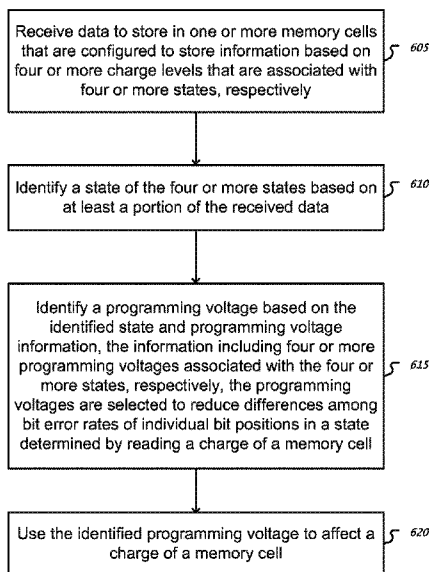 Receive data to store in one or more memory cells
that are configured to store information based on
four or more charge levels that are associated with
four or more states, respectively
605
Identify a state of the four or more states based on
at least a portion of the received data
610
Identify a programming voltage based on the
identified state and programming voltage
information, the information including four or more
programming voltages associated with the four or
more states, respectively, the programming
voltages are selected to reduce differences among
bit error rates of individual bit positions in a state
determined by reading a charge of a memory cell
615
Use the identified programming voltage to affect a
charge of a memory cell
620